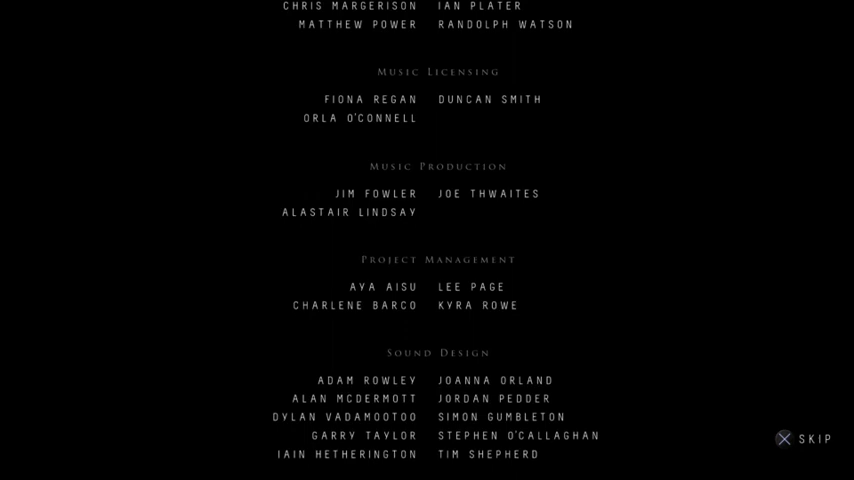 CHRIS MARGERISON IAN PLATER
MATTHEW POWER RANDOLPH WATSON
MUSIC LICENSING
FIONA REGAN DUNCAN SMITH
ORLA O'CONNELL
MUSIC PRODUCTION
JIM FOWLER JOE THWAITES
ALASTAIR LINDSAY
PROJECT MANAGEMENT
AYA AISU LEE PAGE
CHARLENE BARCO KYRA ROWE
SOUND DESIGN
ADAM ROWLEY JOANNA ORLAND
ALAN MCDERMOTT JORDAN PEDDER
DYLAN VADAMOOTOO SIMON GUMBLETON
GARRY TAYLOR STEPHEN O'CALLAGHAN
IAIN HETHERINGTON TIM SHEPHERD
SKIP